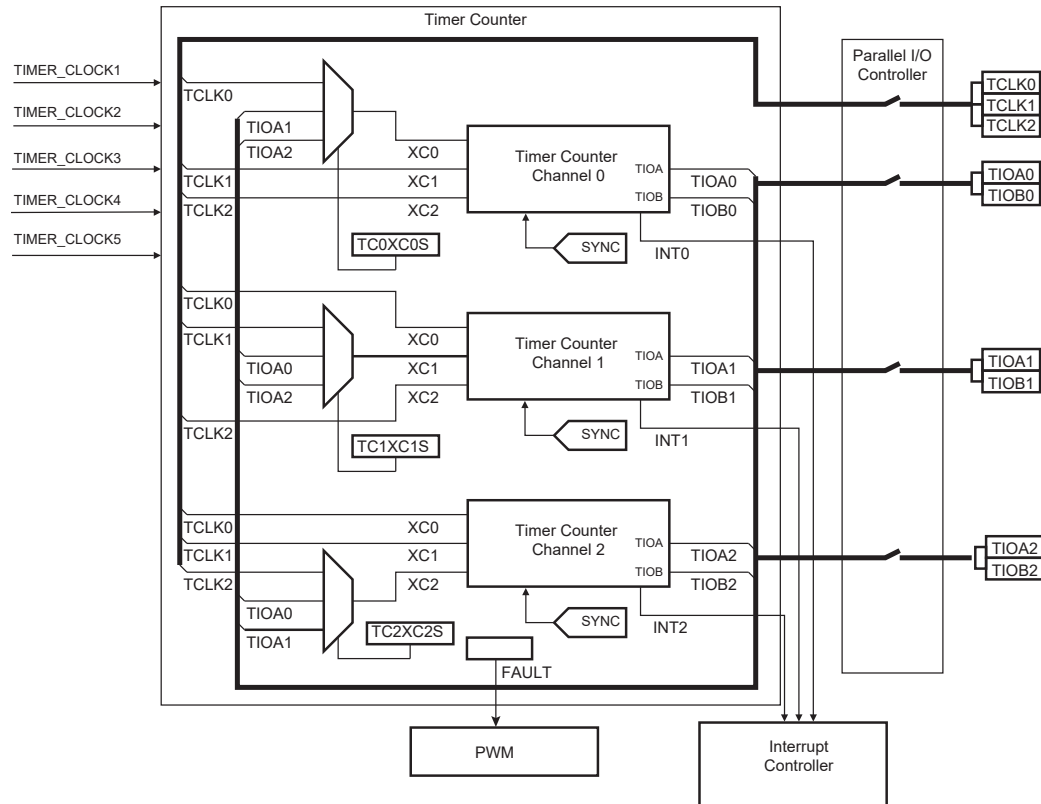 Timer Counter
Parallel I/O
Controller
TIMER_CLOCK1
TIMER_CLOCK2
TIMER_CLOCK3
TIMER_CLOCK4
TIMER_CLOCK5
TCLK0
TIOA1
TIOA2
TCLK1
TCLK2
XC0
XC1
XC2
TC0XC0S
Timer Counter
Channel 0
TIOA
TIOB
TIOA0
TIOB0
SYNC
INT0
TCLK0
TCLK1
TCLK2
TIOA0
TIOB0
TCLK0
TCLK1
TIOA0
TIOA2
TCLK2
XC0
XC1
XC2
TC1XC1S
Timer Counter
Channel 1
TIOA
TIOB
TIOA1
TIOB1
SYNC
INT1
TIOA1
TIOB1
TCLK0
TCLK1
TCLK2
TIOA0
TIOA1
XC0
XC1
XC2
TC2XC2S
Timer Counter
Channel 2
TIOA
TIOB
TIOA2
TIOB2
SYNC
INT2
TIOA2
TIOB2
FAULT
PWM
Interrupt
Controller